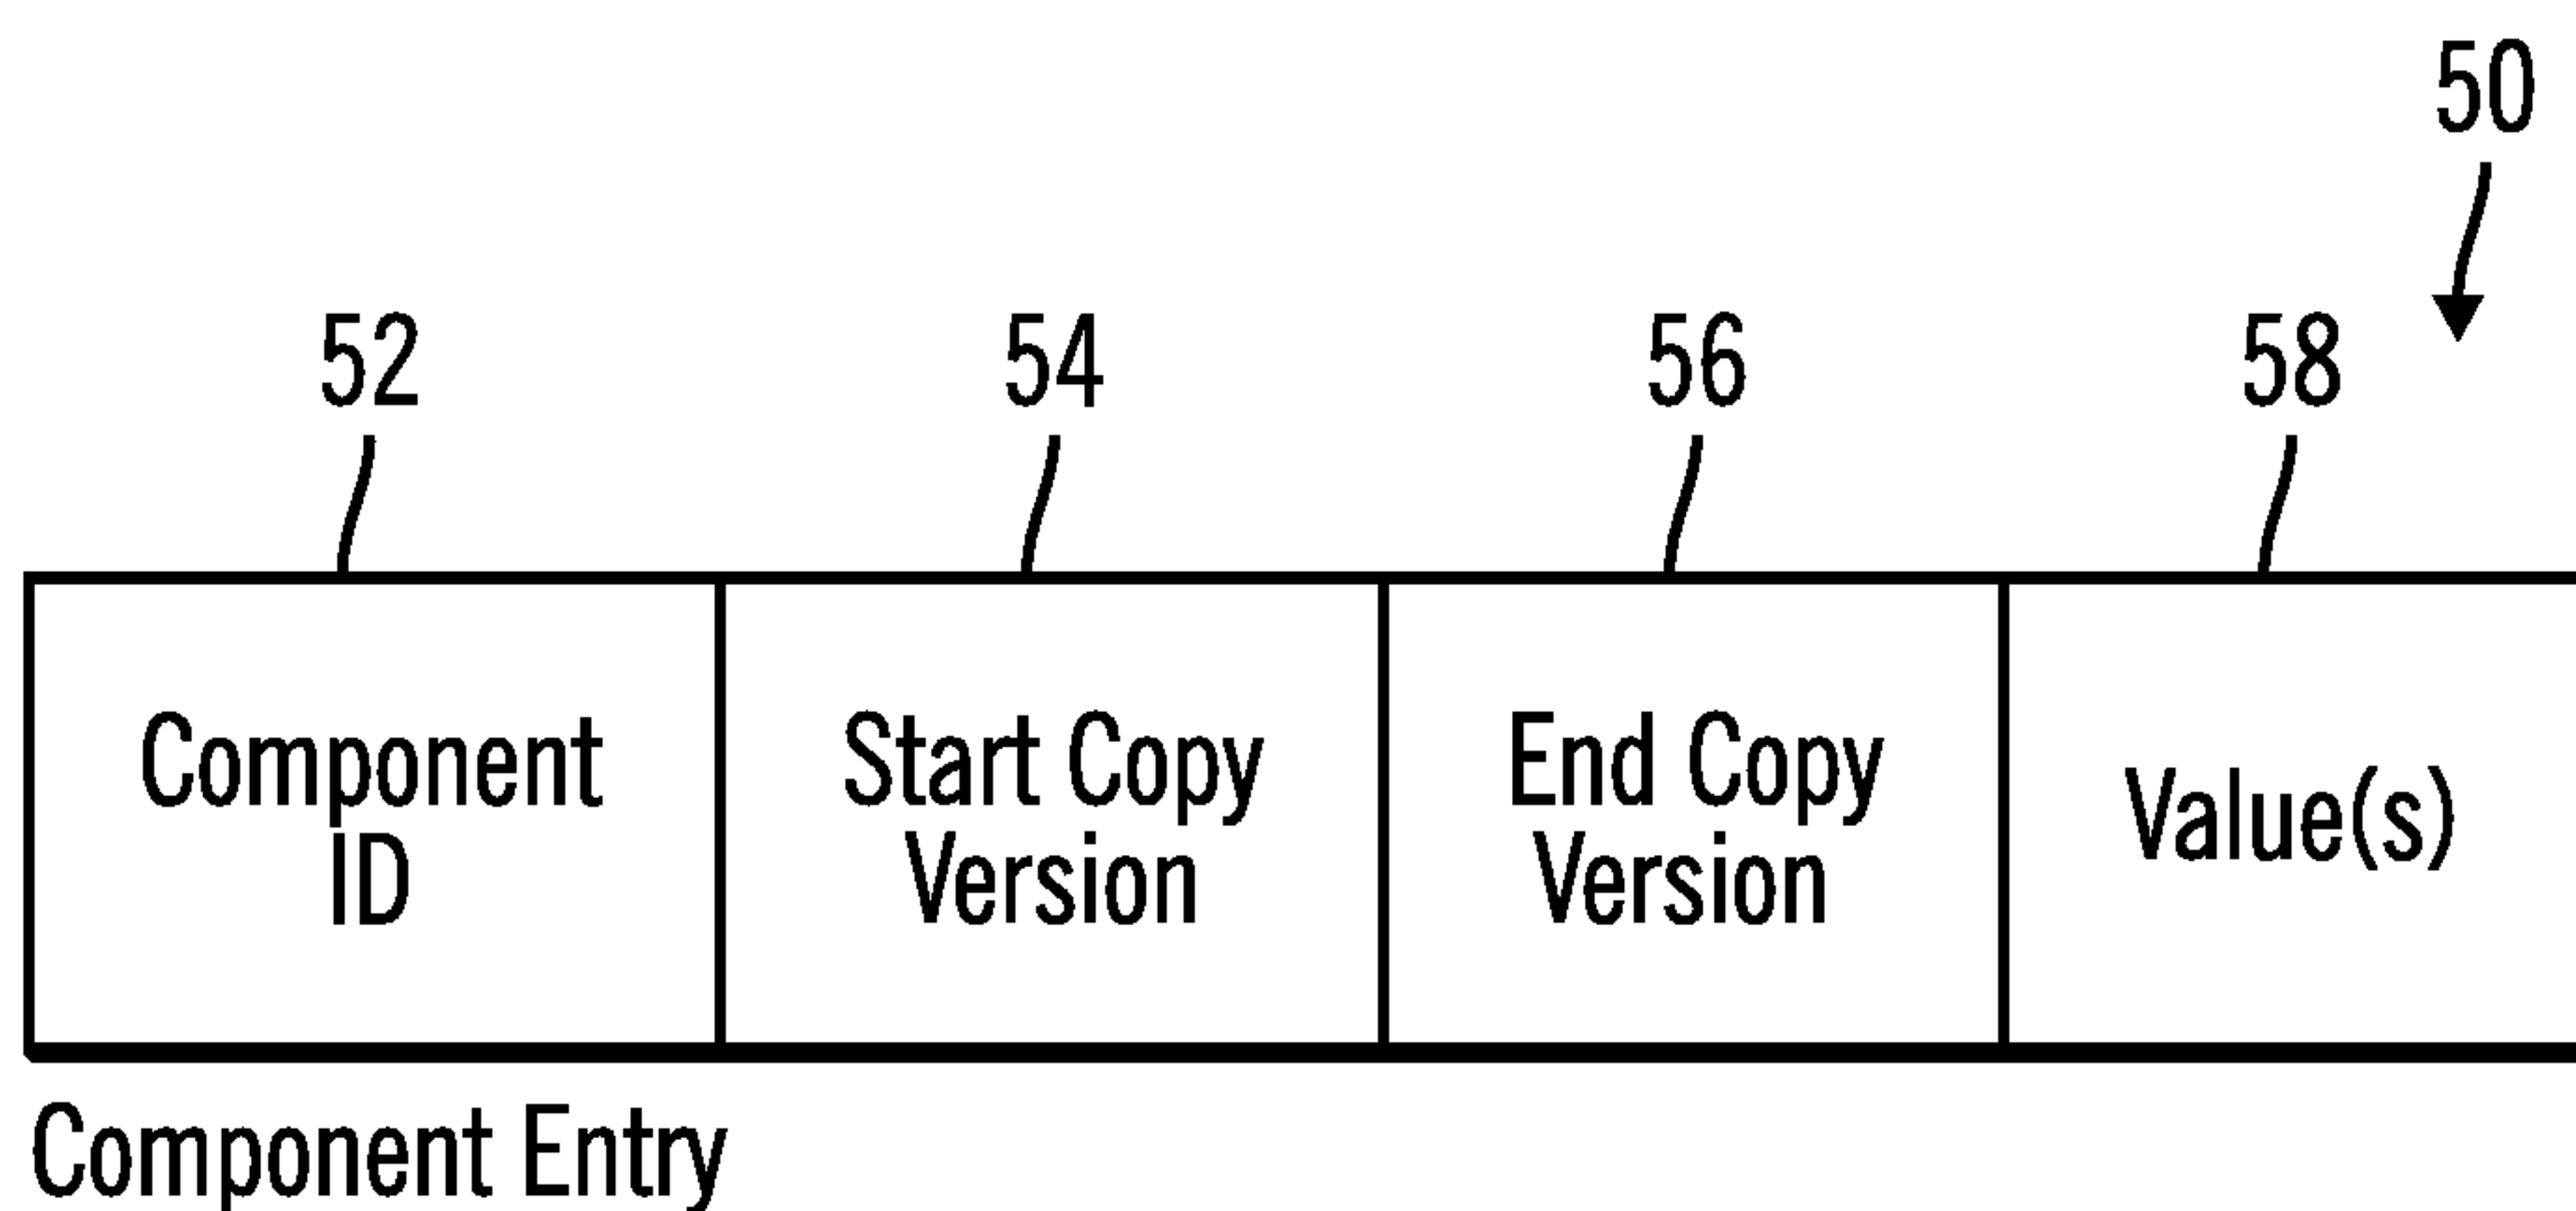 50
52
54
56
58
Component
ID
Start Copy
Version
End Copy
Version
Value(s)
Component Entry